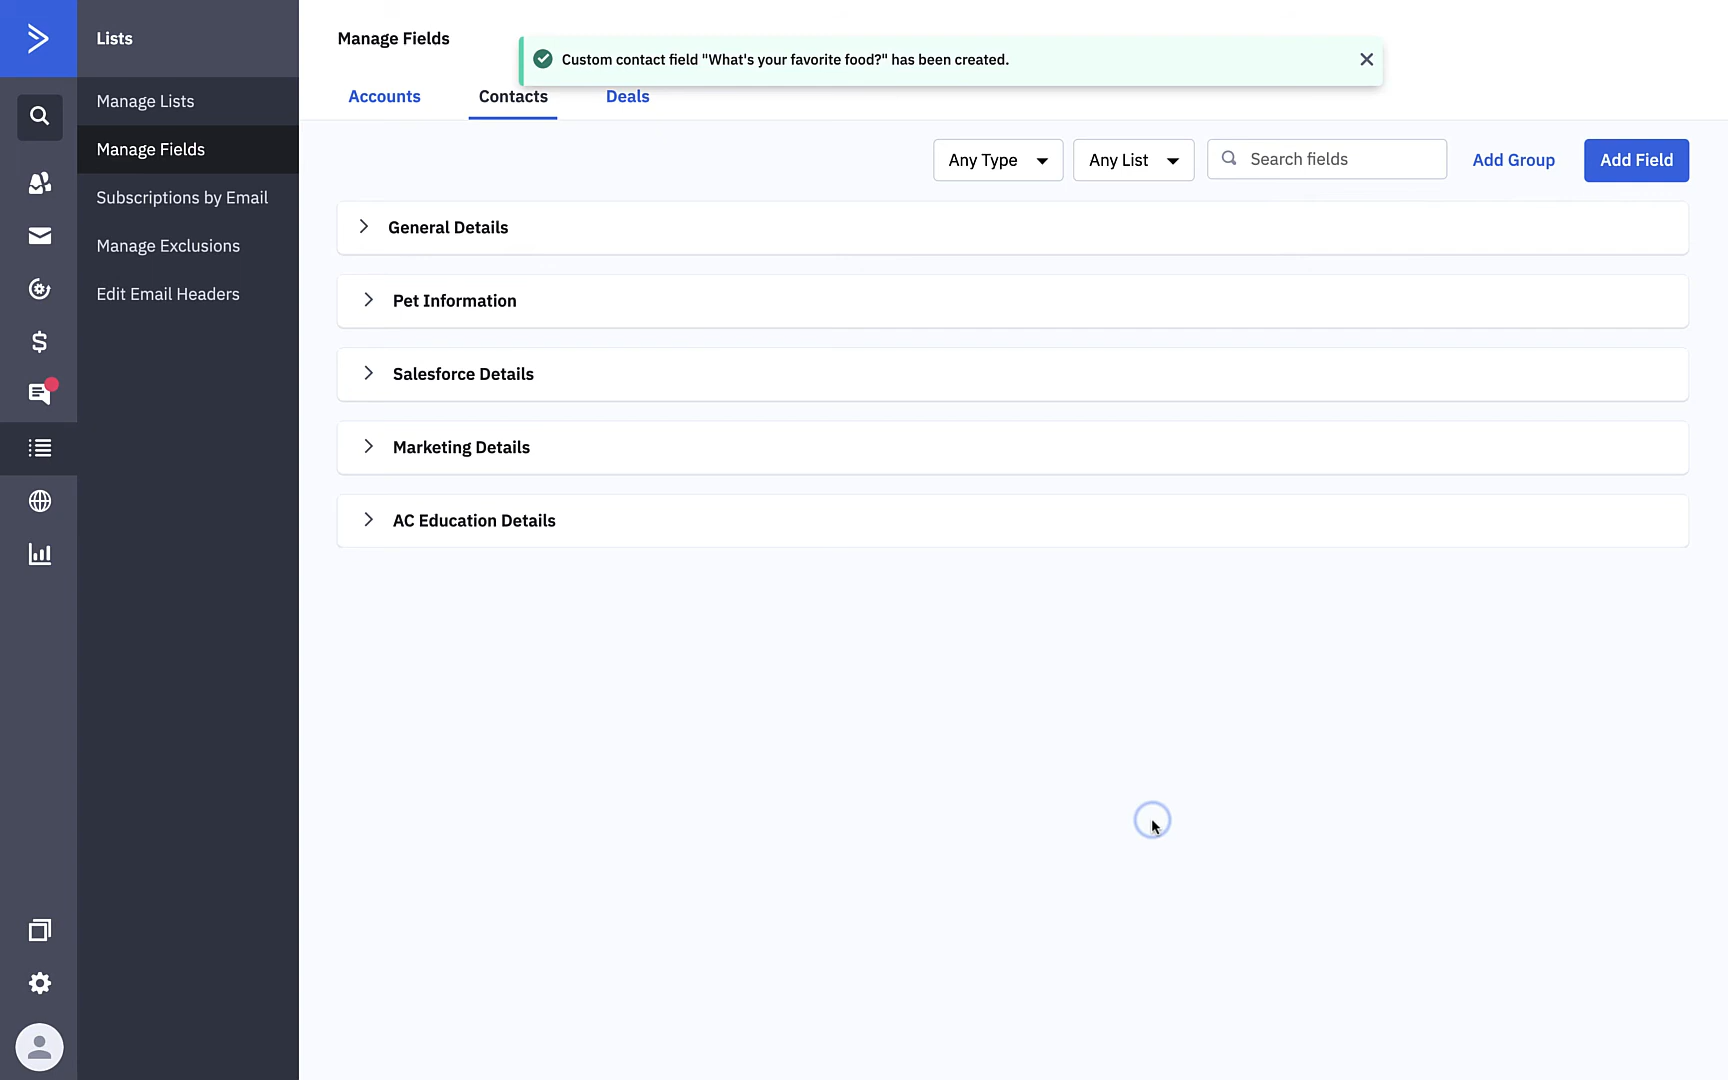 Lists
Manage Lists
Manage Fields
Subscriptions by Email
Manage Exclusions
Edit Email Headers
Manage Fields
Custom contact field "What's your favorite food?" has been created.
Accounts
Contacts
Deals
Any Type
Any List
Search fields
Add Group
Add Field
General Details
Pet Information
Salesforce Details
Marketing Details
AC Education Details